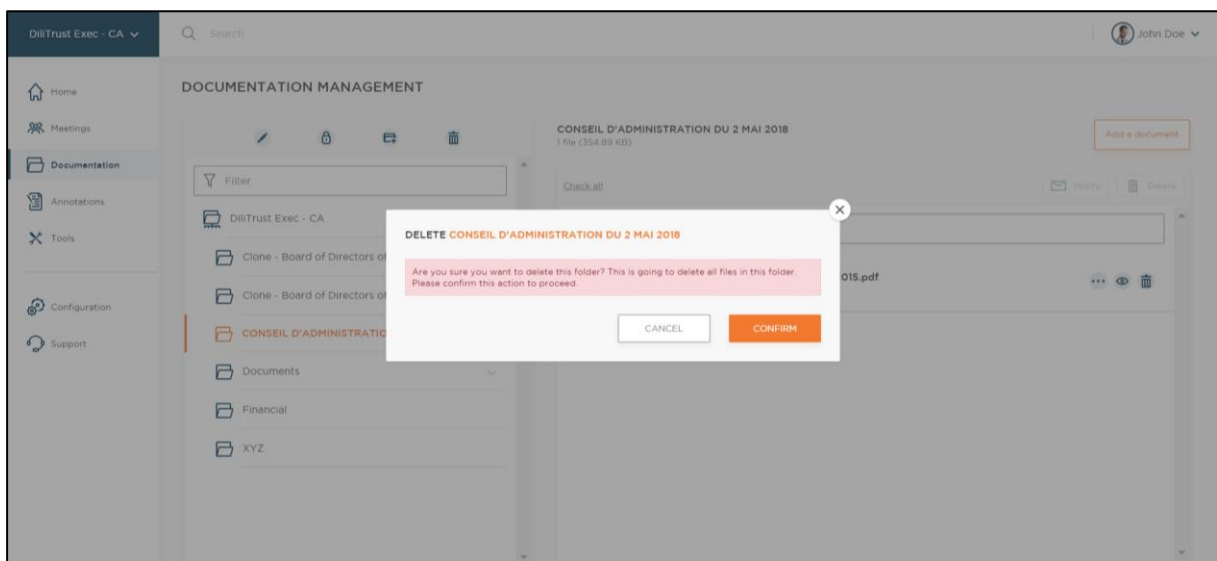 DiliTrust Exec - CA
Search
John Doe
Home
Meetings
Documentation
Annotations
Tools
Configuration
Support
DOCUMENTATION MANAGEMENT
Filter
DiliTrust Exec - CA
Clone - Board of Directors of
Clone - Board of Directors of
CONSEIL D'ADMINISTRATIO
Documents
Financial
XYZ
CONSEIL D'ADMINISTRATION DU 2 MAI 2018
1 file (354.89 KB)
Add a document
Check all
Notify
Delete
015.pdf
DELETE CONSEIL D'ADMINISTRATION DU 2 MAI 2018
Are you sure you want to delete this folder? This is going to delete all files in this folder.
Please confirm this action to proceed.
CANCEL
CONFIRM